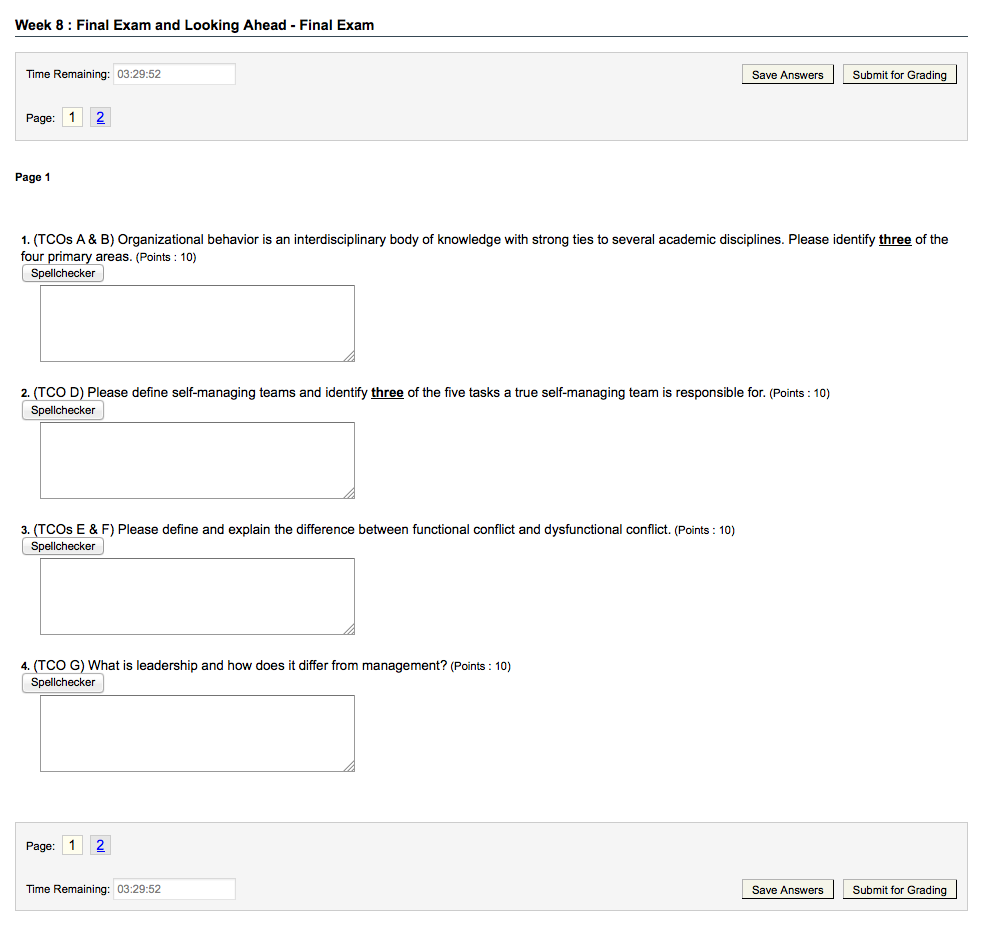 Week 8 : Final Exam and Looking Ahead - Final Exam
Time Remaining: 03:29:52 Save Answers Submit for Grading
Page: 1 2
Page 1
1. (TCOs A & B) Organizational behavior is an interdisciplinary body of knowledge with strong ties to several academic disciplines. Please identify three of the
four primary areas. (Points : 10)
Spellchecker
2. (TCO D) Please define self-managing teams and identify three of the five tasks a true self-managing team is responsible for. (Points : 10)
Spellchecker
3. (TCOs E & F) Please define and explain the difference between functional conflict and dysfunctional conflict. (Points : 10)
Spellchecker
4. (TCO G) What is leadership and how does it differ from management? (Points : 10)
Spellchecker
Page: 1 2
Time Remaining: 03:29:52 Save Answers Submit for Grading